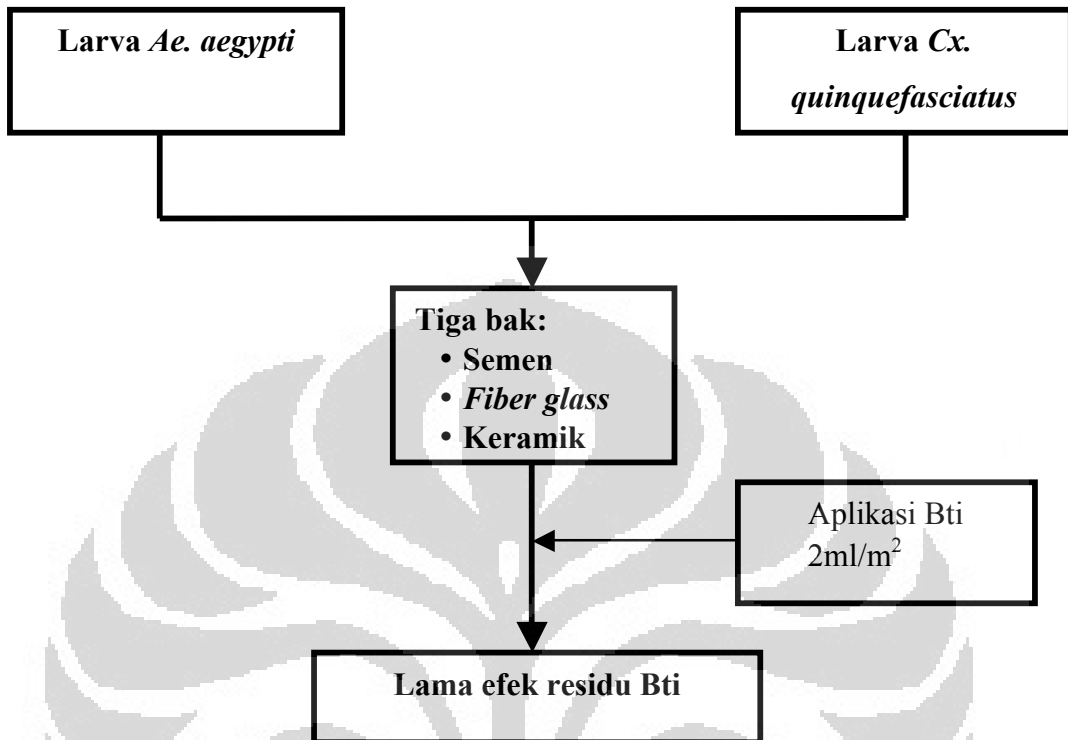 Larva Ae. aegypti
Larva Cx.
quinquefasciatus
Tiga bak:
• Semen
• Fiber glass
• Keramik
Aplikasi Bti
2ml/m²
Lama efek residu Bti